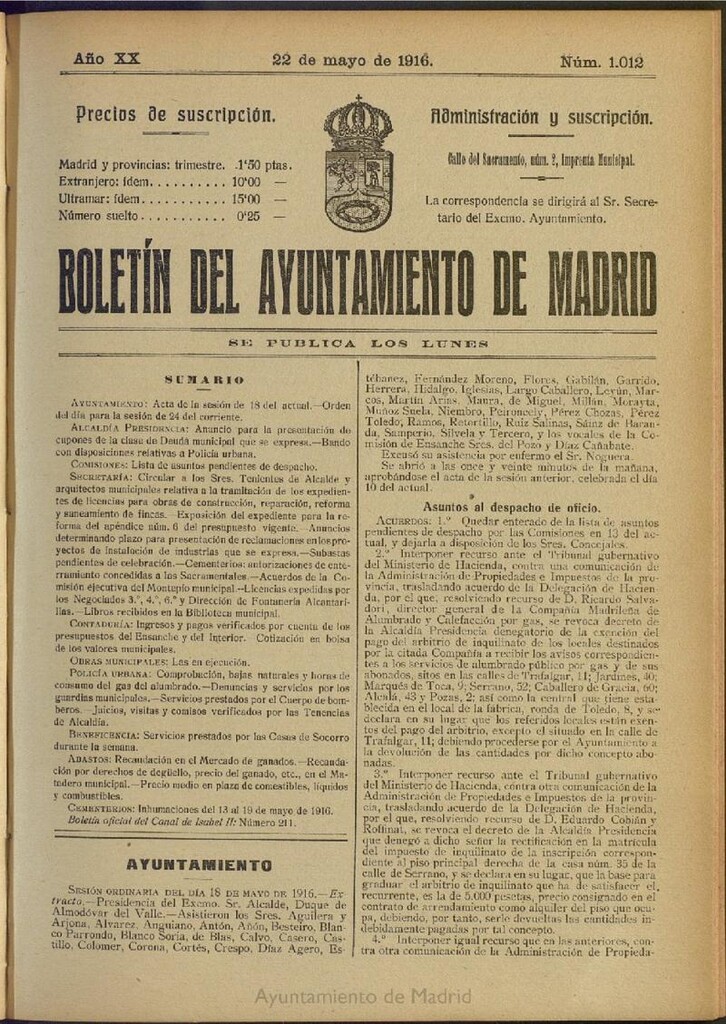 Año XX
22 de mayo de 1916.
Núm. 1.012
Precios de suscripción.
Madrid y provincias: trimestre. 1'50 ptas.
Extranjero: ídem.......... 10'00 —
Ultramar: ídem........... 15'00 —
Número suelto........... 0'25 —
Administración y suscripción.
Calle del Sacramento, núm. 2, Imprenta Municipal.
La correspondencia se dirigirá al Sr. Secre-
tario del Excmo. Ayuntamiento.
BOLETÍN DEL AYUNTAMIENTO DE MADRID
SE PUBLICA LOS LUNES
SUMARIO
AYUNTAMIENTO: Acta de la sesión de 18 del actual.—Orden
del día para la sesión de 24 del corriente.
ALCALDÍA PRESIDENCIA: Anuncio para la presentación de
cupones de la clase de Deuda municipal que se expresa.—Bando
con disposiciones relativas a Policía urbana.
COMISIONES: Lista de asuntos pendientes de despacho.
SECRETARÍA: Circular a los Sres. Tenientes de Alcalde y
arquitectos municipales relativa a la tramitación de los expedien-
tes de licencias para obras de construcción, reparación, reforma
y saneamiento de fincas.—Exposición del expediente para la re-
forma del apéndice núm. 6 del presupuesto vigente.—Anuncios
determinando plazo para presentación de reclamaciones en los pro-
yectos de instalación de industrias que se expresa.—Subastas
pendientes de celebración.—Cementerios: autorizaciones de ente-
rramiento concedidas a las Sacramentales.—Acuerdos de la Co-
misión ejecutiva del Montepío municipal.—Licencias expedidas por
los Negociados 3.º, 4.º, 6.º y Dirección de Fontanería Alcantari-
llas.—Libros recibidos en la Biblioteca municipal.
CONTADURÍA: Ingresos y pagos verificados por cuenta de los
presupuestos del Ensanche y del Interior.—Cotización en bolsa
de los valores municipales.
OBRAS MUNICIPALES: Las en ejecución.
POLICÍA URBANA: Comprobación, bajas naturales y horas de
consumo del gas del alumbrado.—Denuncias y servicios por los
guardias municipales.—Servicios prestados por el Cuerpo de bom-
beros.—Juicios, visitas y comisos verificados por las Tenencias
de Alcaldía.
BENEFICENCIA: Servicios prestados por las Casas de Socorro
durante la semana.
ABASTOS: Recaudación en el Mercado de ganados.—Recauda-
ción por derechos de degüello, precio del ganado, etc., en el Ma-
tadero municipal.—Precio medio en plaza de comestibles, líquidos
y combustibles.
CEMENTERIOS: Inhumaciones del 13 al 19 de mayo de 1916.
Boletín oficial del Canal de Isabel II: Número 211.
AYUNTAMIENTO
SESIÓN ORDINARIA DEL DÍA 18 DE MAYO DE 1916.—Ex-
tracto.—Presidencia del Excmo. Sr. Alcalde, Duque de
Almodóvar del Valle.—Asistieron los Sres. Aguilera y
Arjona, Alvarez, Anguiano, Antón, Añón, Besteiro, Blan-
co Parrondo, Blanco Soria, de Blas, Calvo, Casero, Cas-
tillo, Colomer, Corona, Cortés, Crespo, Díaz Agero, Es-
tébanez, Fernández Moreno, Flores, Gabilán, Garrido,
Herrera, Hidalgo, Iglesias, Largo Caballero, Layún, Mar-
cos, Martín Arias, Maura, de Miguel, Millán, Morayta,
Muñoz Suela, Niembro, Peironcely, Pérez Chozas, Pérez
Toledo, Ramos, Retortillo, Ruiz Salinas, Sáinz de Baran-
da, Samperio, Silvela y Tercero, y los vocales de la Co-
misión de Ensanche Sres. del Pozo y Díaz Cañabate.
Excusó su asistencia por enfermo el Sr. Noguera.
Se abrió a las once y veinte minutos de la mañana,
aprobándose el acta de la sesión anterior, celebrada el día
10 del actual.
Asuntos al despacho de oficio.
ACUERDOS: 1.º Quedar enterado de la lista de asuntos
pendientes de despacho por las Comisiones en 13 del ac-
tual, y dejarla a disposición de los Sres. Concejales.
2.º Interponer recurso ante el Tribunal gubernativo
del Ministerio de Hacienda, contra una comunicación de
la Administración de Propiedades e Impuestos de la pro-
vincia, trasladando acuerdo de la Delegación de Hacien-
da, por el que, resolviendo recurso de D. Ricardo Salva-
dori, director general de la Compañía Madrileña de
Alumbrado y Calefacción por gas, se revoca decreto de
la Alcaldía Presidencia denegatorio de la exención del
pago del arbitrio de inquilinato de los locales destinados
por la citada Compañía a recibir los avisos correspondien-
tes a los servicios de alumbrado público por gas y de sus
abonados, sitos en las calles de Trafalgar, 11; Jardines, 40;
Marqués de Toca, 9; Serrano, 52; Caballero de Gracia, 60;
Alcalá, 43 y Pozas, 2; así como la central que tiene esta-
blecida en el local de la fábrica, ronda de Toledo, 8, y se
declara en su lugar que los referidos locales están exen-
tos del pago del arbitrio, excepto el situado en la calle de
Trafalgar, 11; debiendo procederse por el Ayuntamiento a
la devolución de las cantidades por dicho concepto abo-
nadas.
3.º Interponer recurso ante el Tribunal gubernativo
del Ministerio de Hacienda, contra otra comunicación de la
Administración de Propiedades e Impuestos de la provin-
cia, trasladando acuerdo de la Delegación de Hacienda,
por el que, resolviendo recurso de D. Eduardo Cobián y
Roffinal, se revoca el decreto de la Alcaldía Presidencia
que denegó a dicho señor la rectificación en la matrícula
del impuesto de inquilinato de la inscripción correspon-
diente al piso principal derecha de la casa núm. 35 de la
calle de Serrano, y se declara en su lugar, que la base para
graduar el arbitrio de inquilinato que ha de satisfacer el
recurrente, es la de 5.000 pesetas, precio consignado en el
contrato de arrendamiento como alquiler del piso que ocu-
pa, debiendo, por tanto, serle devueltas las cantidades in-
debidamente pagadas por tal concepto.
4.º Interponer igual recurso que en las anteriores, con-
tra otra comunicación de la Administración de Propieda-
Ayuntamiento de Madrid